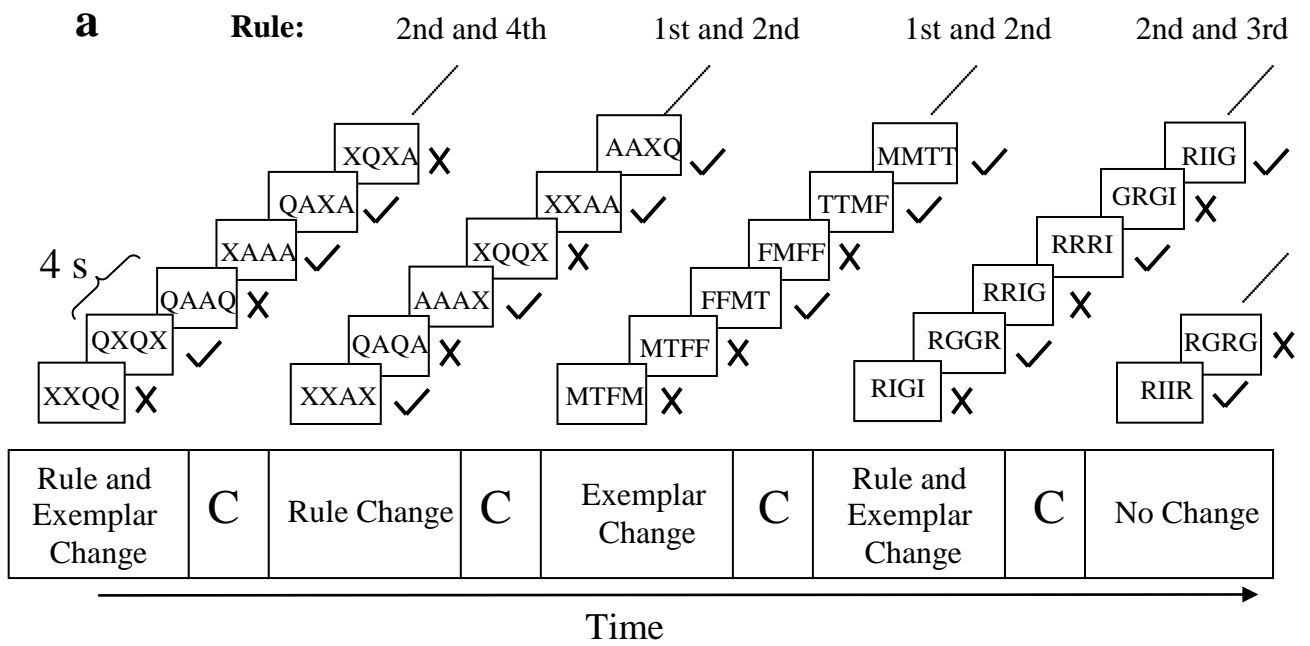 a
Rule:
2nd and 4th
1st and 2nd
1st and 2nd
2nd and 3rd
4 s
XXQQ
QXQX
QAAQ
XAAA
QAXA
XQXA
XXAX
QAQA
AAAX
XQQX
XXAA
AAXQ
MTFM
MTFF
FFMT
FMFF
TTMF
MMTT
RIGI
RGGR
RRIG
RRRI
GRGI
RIIG
RIIR
RGRG
Rule and
Exemplar
Change
C
Rule Change
C
Exemplar
Change
C
Rule and
Exemplar
Change
C
No Change
Time